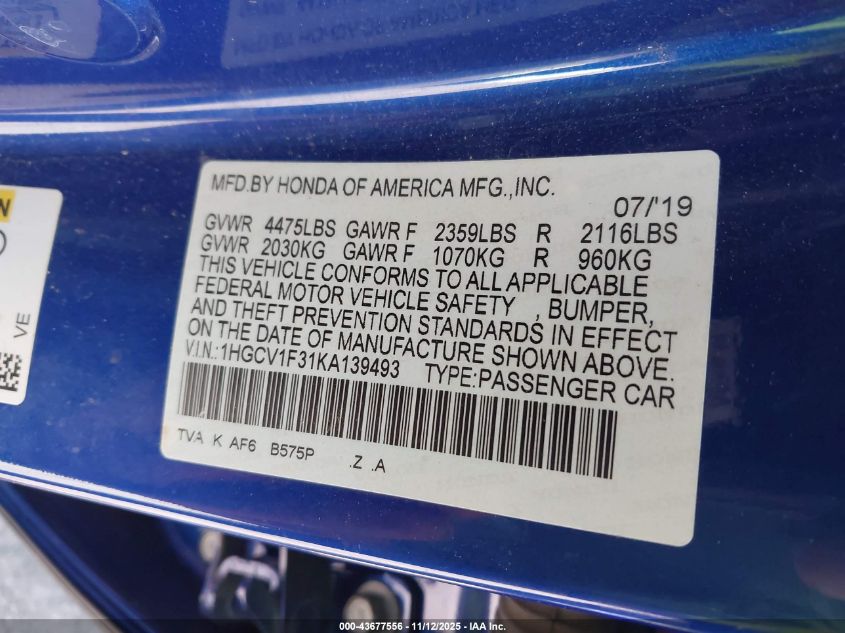 MFD.BY HONDA OF AMERICA MFG.,INC.
07/'19
GVWR 4475LBS GAWR F 2359LBS R 2116LBS
GVWR 2030KG GAWR F 1070KG R 960KG
THIS VEHICLE CONFORMS TO ALL APPLICABLE
FEDERAL MOTOR VEHICLE SAFETY , BUMPER,
AND THEFT PREVENTION STANDARDS IN EFFECT
ON THE DATE OF MANUFACTURE SHOWN ABOVE.
V.I.N.:1HGCV1F31KA139493 TYPE:PASSENGER CAR
TVA K AF6 B575P .Z .A
VE
000-43677556 - 11/12/2025 - IAA Inc.